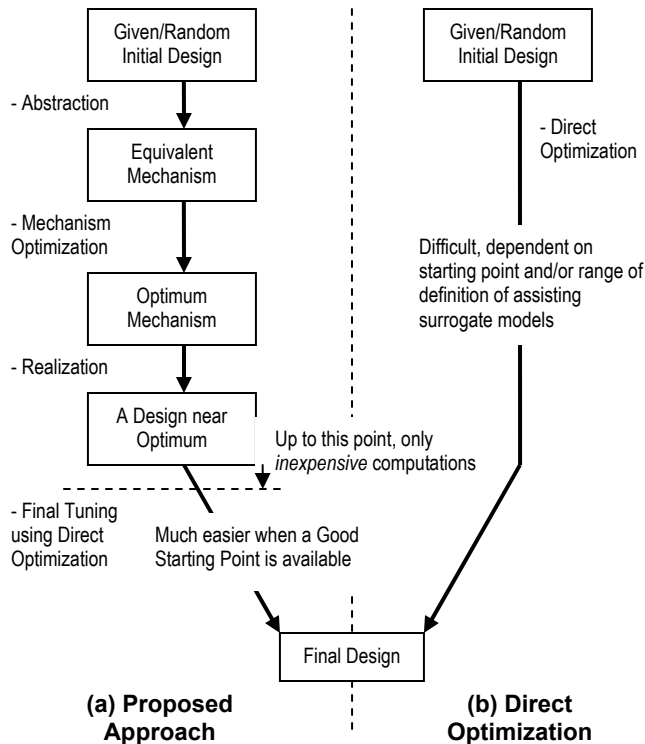 Given/Random
Initial Design
- Abstraction
Equivalent
Mechanism
- Mechanism
Optimization
Optimum
Mechanism
- Realization
A Design near
Optimum
Up to this point, only
inexpensive computations
- Final Tuning
using Direct
Optimization
Much easier when a Good
Starting Point is available
Given/Random
Initial Design
- Direct
Optimization
Difficult, dependent on
starting point and/or range of
definition of assisting
surrogate models
Final Design
(a) Proposed
Approach
(b) Direct
Optimization